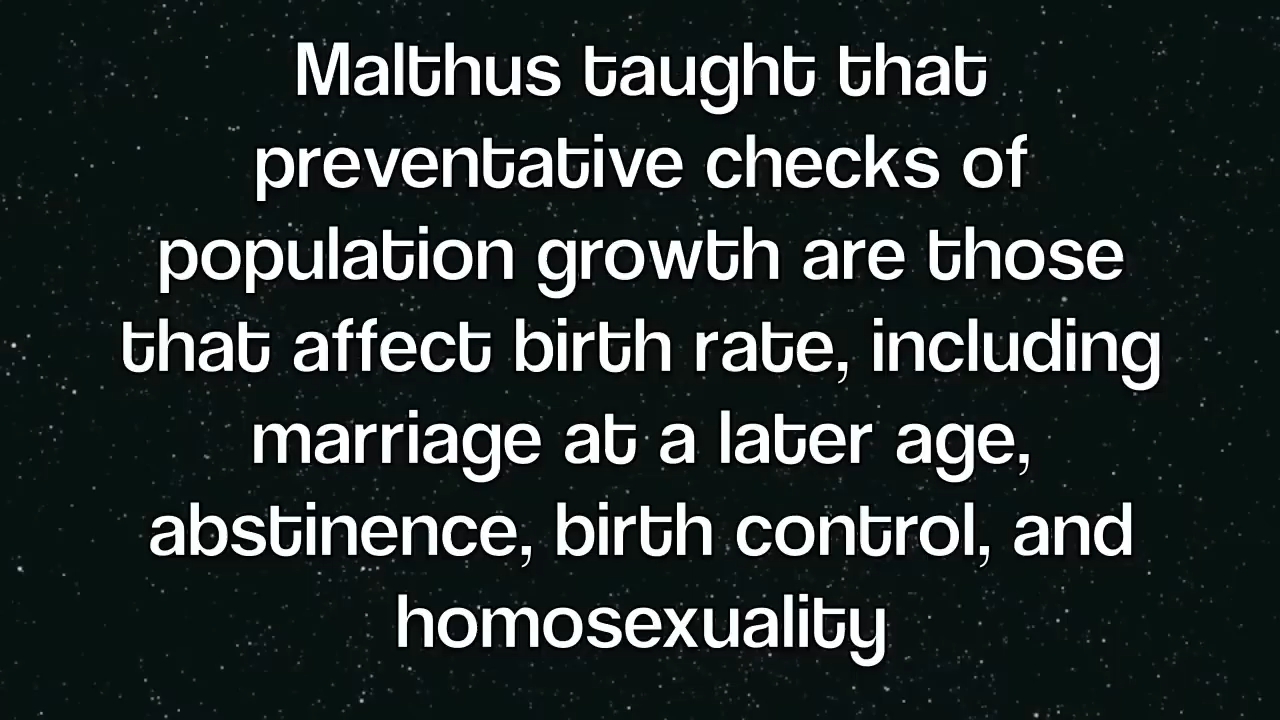 Malthus taught that
preventative checks of
population growth are those
that affect birth rate, including
marriage at a later age,
abstinence, birth control, and
homosexuality